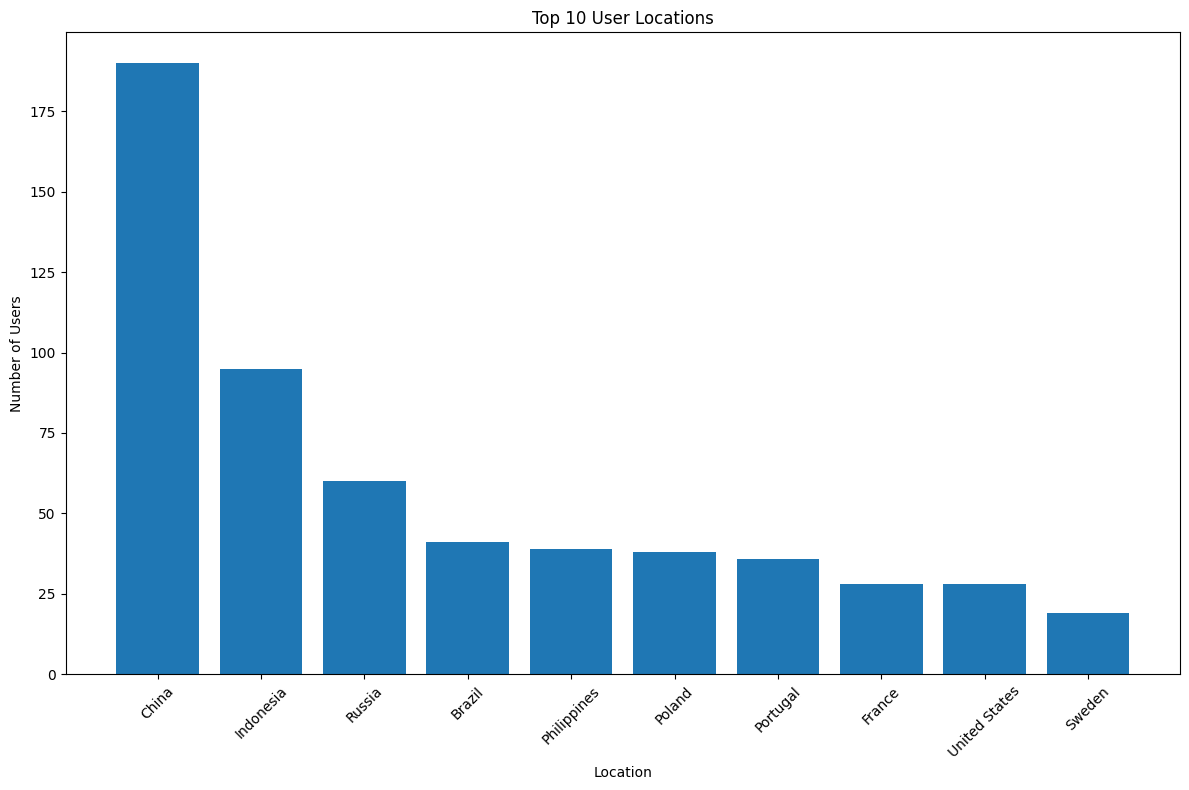 Top 10 User Locations
Number of Users
175
150
125
100
75
50
25
0
China
Indonesia
Russia
Brazil
Philippines
Poland
Portugal
France
United States
Sweden
Location